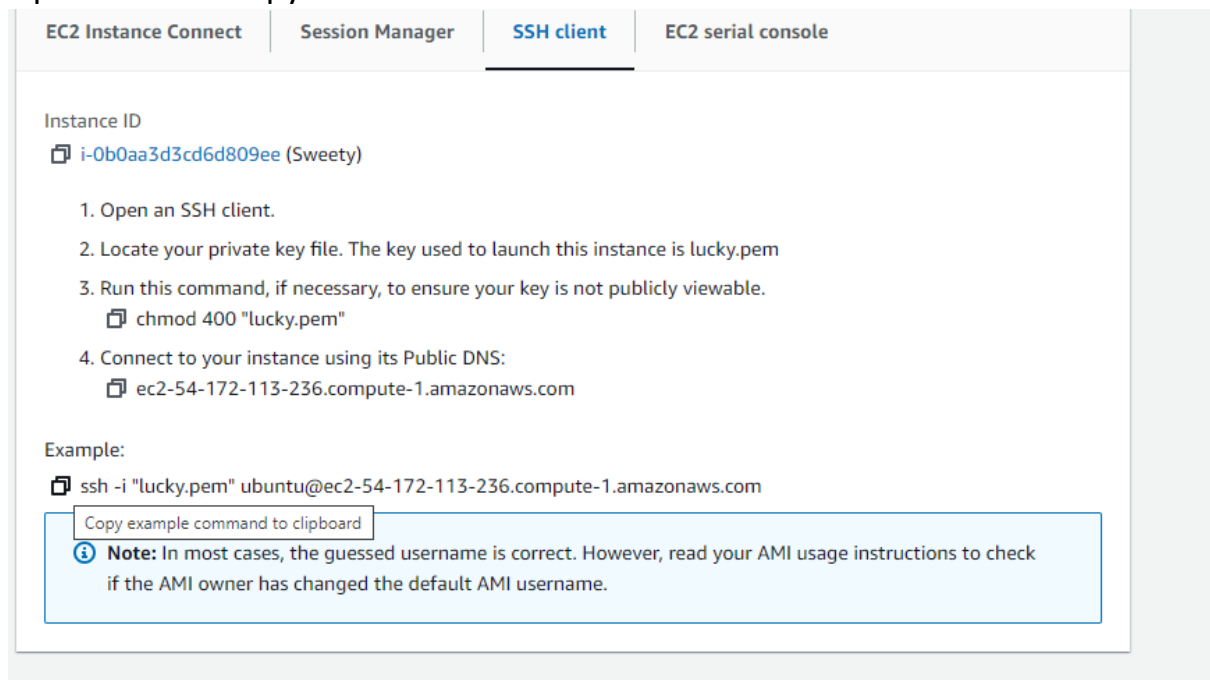 EC2 Instance Connect Session Manager SSH client EC2 serial console
Instance ID
i-0b0aa3d3cd6d809ee (Sweety)
1. Open an SSH client.
2. Locate your private key file. The key used to launch this instance is lucky.pem
3. Run this command, if necessary, to ensure your key is not publicly viewable.
chmod 400 "lucky.pem"
4. Connect to your instance using its Public DNS:
ec2-54-172-113-236.compute-1.amazonaws.com
Example:
ssh -i "lucky.pem" ubuntu@ec2-54-172-113-236.compute-1.amazonaws.com
Copy example command to clipboard
Note: In most cases, the guessed username is correct. However, read your AMI usage instructions to check
if the AMI owner has changed the default AMI username.